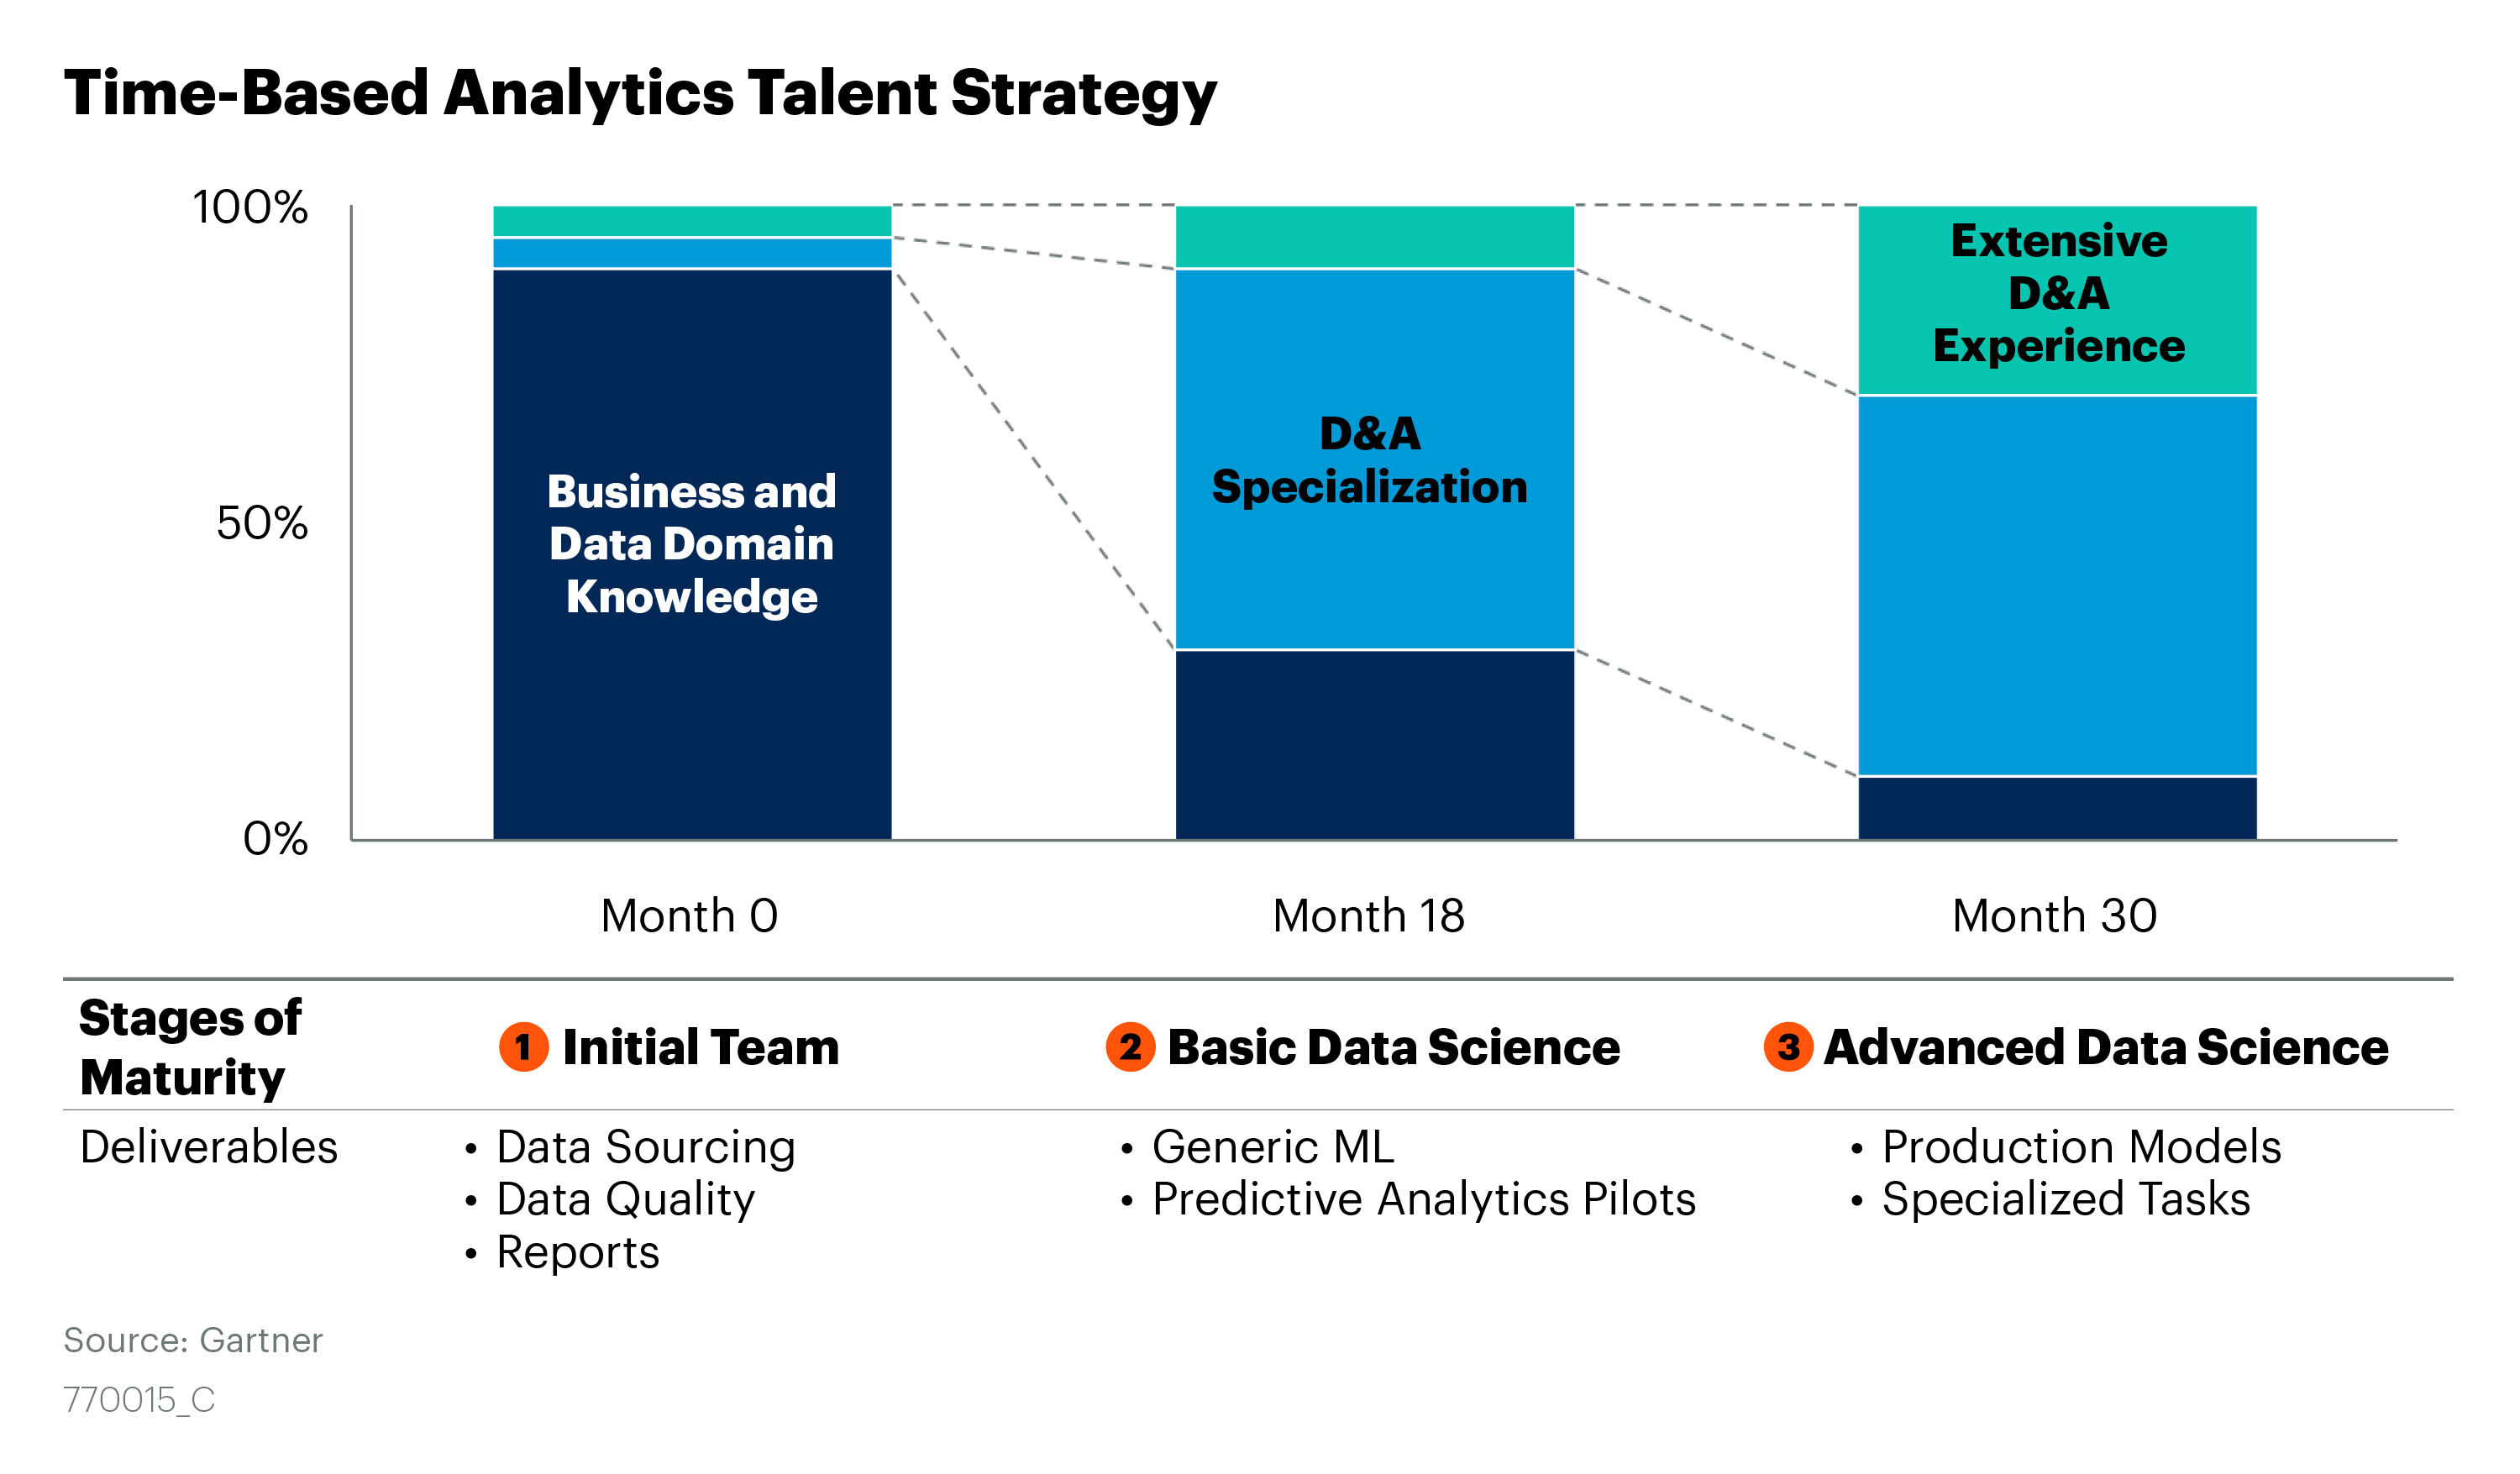 Time-Based Analytics Talent Strategy
100%
50%
0%
Business and
Data Domain
Knowledge
D&A
Specialization
Extensive
D&A
Experience
Month 0
Month 18
Month 30
Stages of
Maturity
1 Initial Team
2 Basic Data Science
3 Advanced Data Science
Deliverables
• Data Sourcing
• Data Quality
• Reports
• Generic ML
• Predictive Analytics Pilots
• Production Models
• Specialized Tasks
Source: Gartner
770015_C